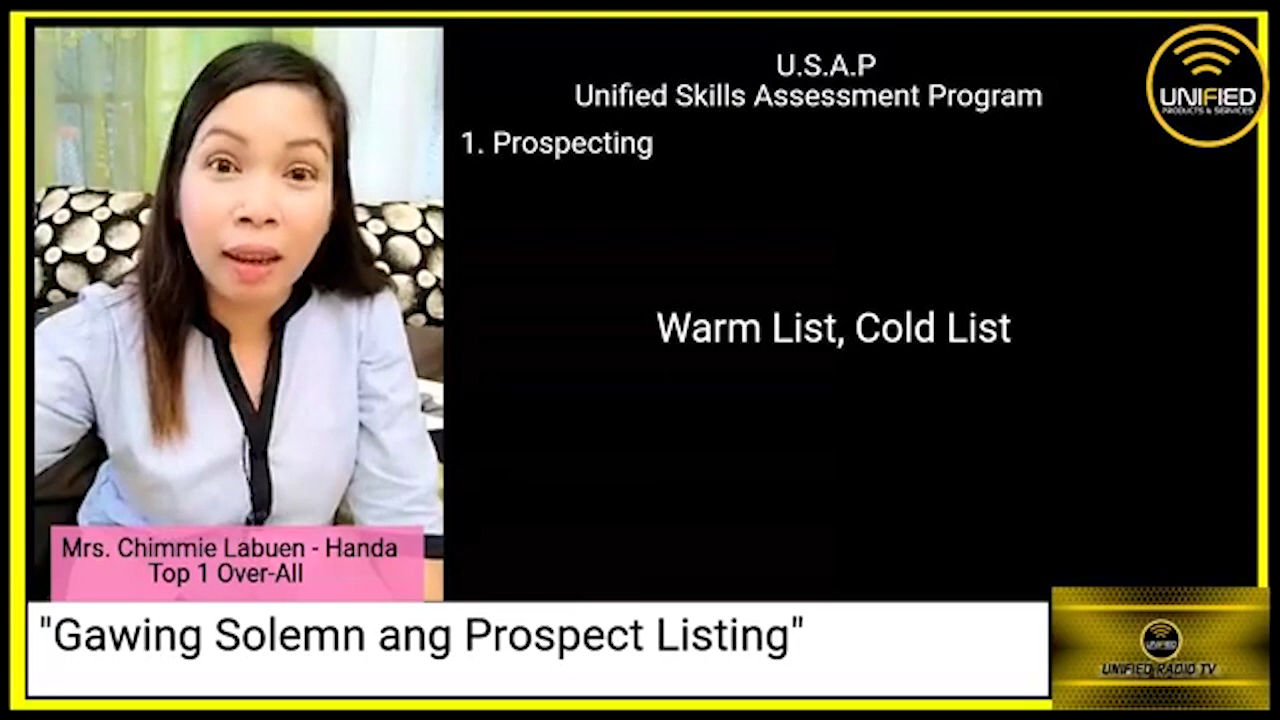 U.S.A.P
Unified Skills Assessment Program
1. Prospecting
UNIFIED
PRODUCTS & SERVICES
Warm List, Cold List
Mrs. Chimmie Labuen - Handa
Top 1 Over-All
"Gawing Solemn ang Prospect Listing"
UNIFIED
UNIFIED RADIO TV